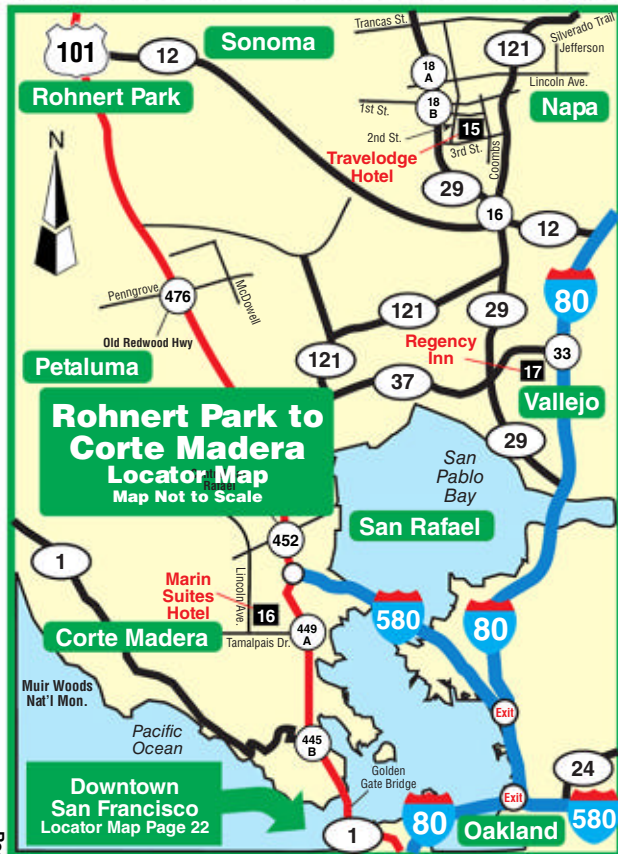 Trancas St.
Silverado Trail
Jefferson
Lincoln Ave.
101
12
Sonoma
121
18
A
Rohnert Park
1st St.
18
B
Napa
2nd St.
15
3rd St.
Coombs
Travelodge
Hotel
N
29
16
12
80
Penngrove
476
McDowell
Old Redwood Hwy
121
29
Regency
Inn
33
Petaluma
121
37
17
Vallejo
Rohnert Park to
Corte Madera
Locator Map
Map Not to Scale
Rafael
29
San
Pablo
Bay
San Rafael
452
1
Marin
Suites
Hotel
Lincoln Ave.
16
580
80
Corte Madera
449
A
Tamalpais Dr.
Muir Woods
Nat'l Mon.
Exit
Pacific
Ocean
445
B
Golden
Gate Bridge
24
Downtown
San Francisco
Locator Map Page 22
Exit
1
80
Oakland
580